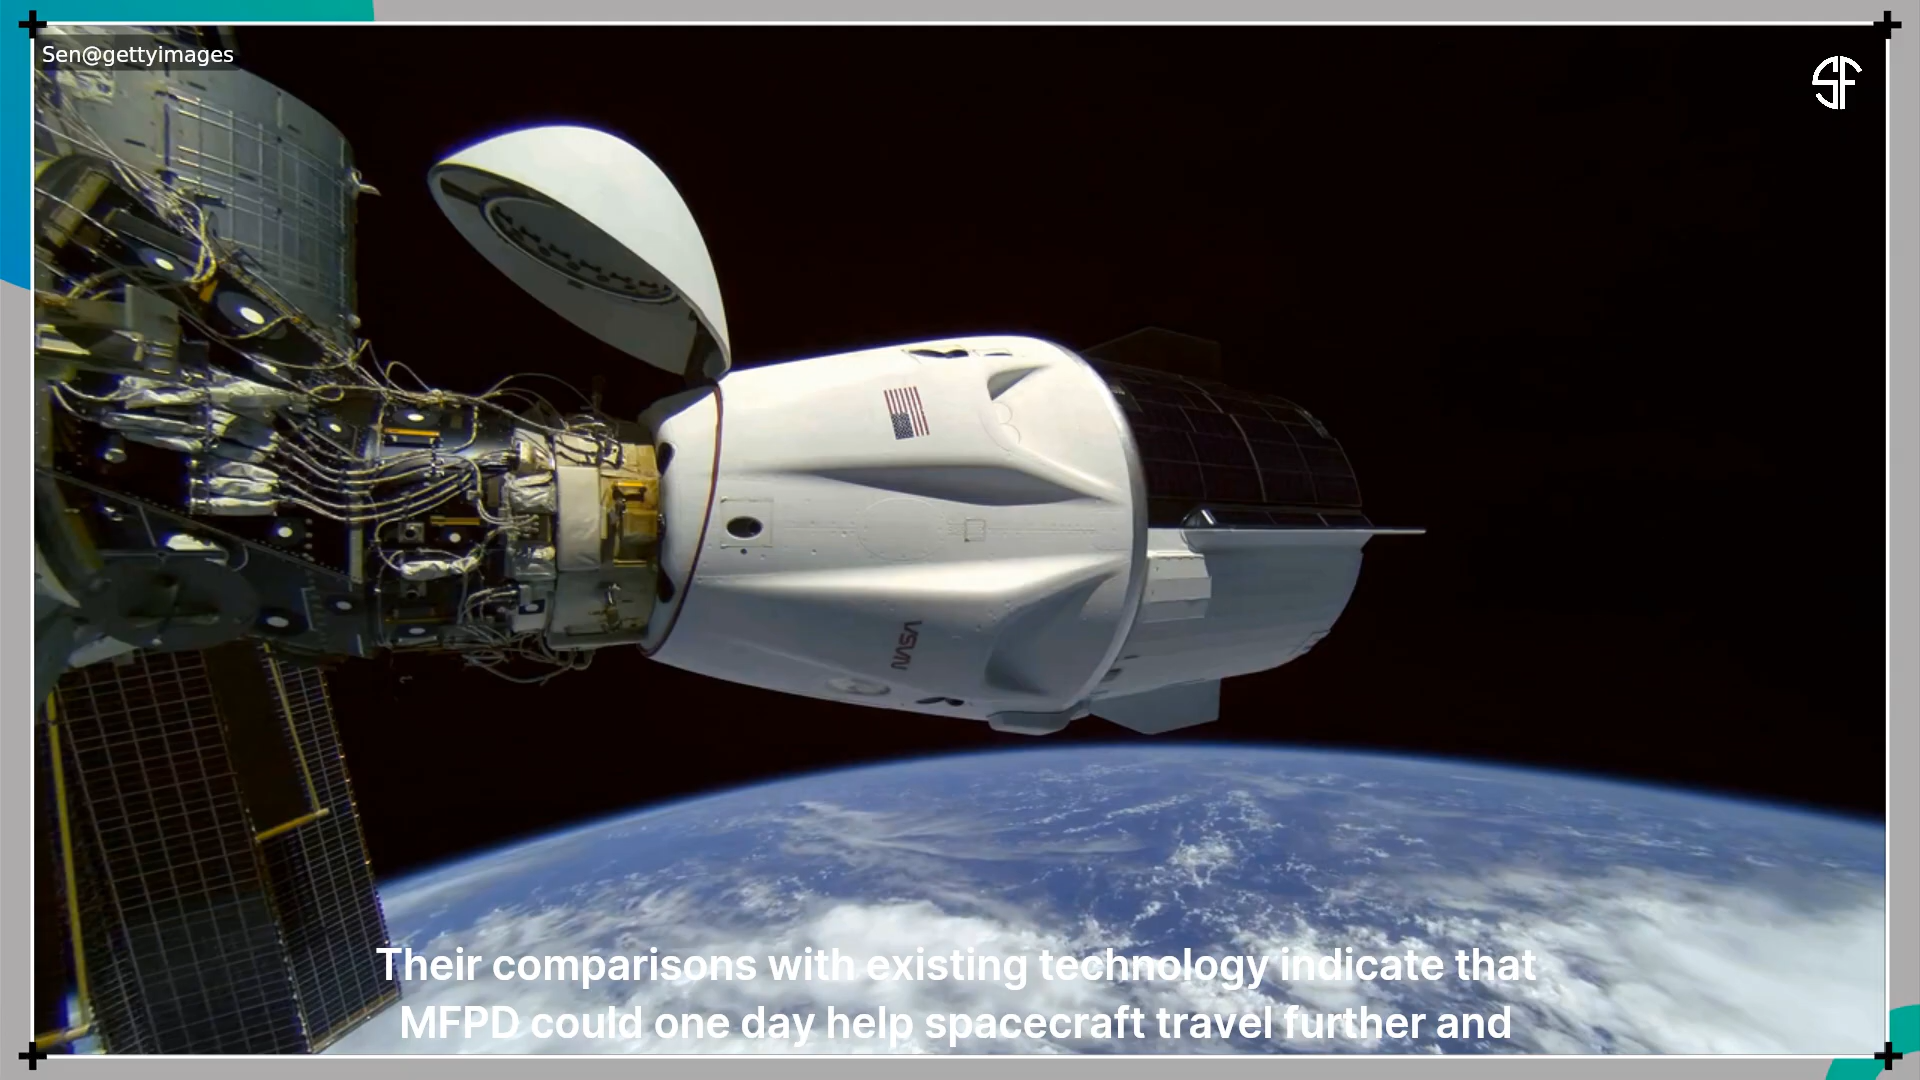 Sen@gettyimages
SF
NASA
Their comparisons with existing technology indicate that
MFPD could one day help spacecraft travel further and